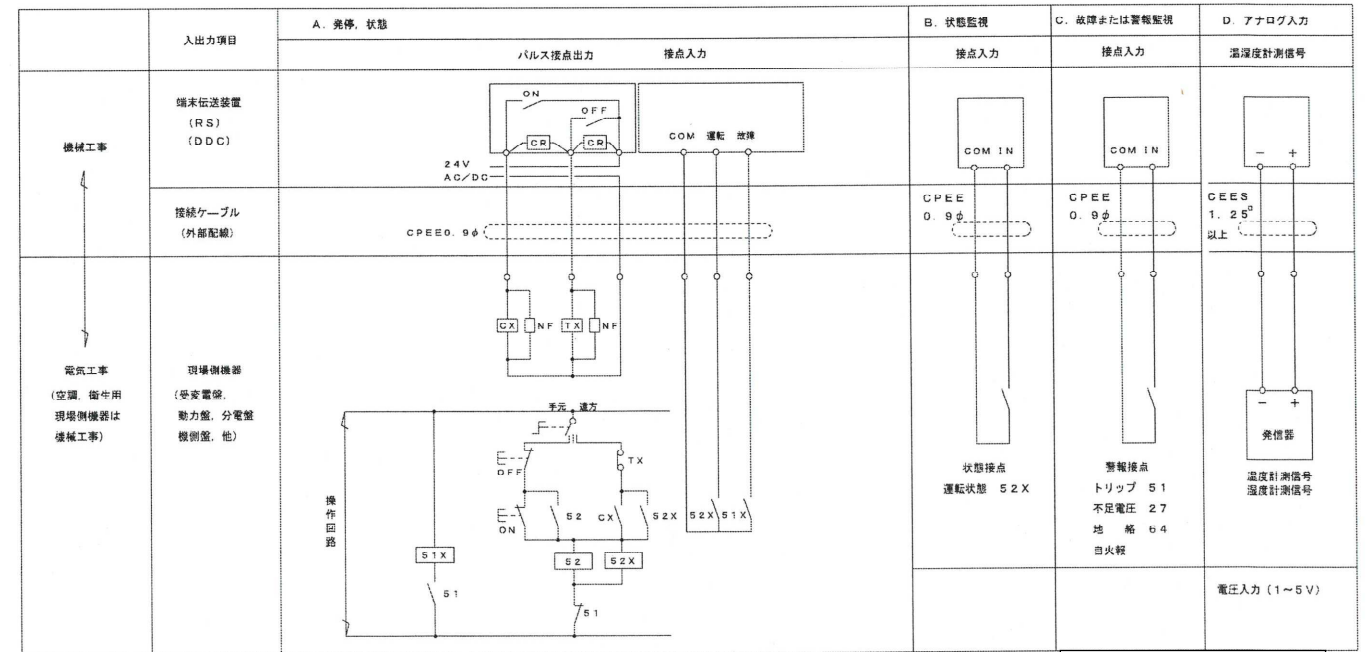 入出力項目
A. 発停, 状態
B. 状態監視
C. 故障または警報監視
D. アナログ入力
パルス接点出力
接点入力
接点入力
接点入力
温湿度計測信号
機械工事
端末伝送装置
(RS)
(DDC)
ON
OFF
CR
CR
COM 運転 故障
24V
AC/DC
COM IN
COM IN
－ ＋
接続ケーブル
(外部配線)
CPEE0.9φ
CPEE
0.9φ
CPEE
0.9φ
CEES
1.25□
以上
電気工事
(空調, 衛生用
現場側機器は
機械工事)
現場側機器
(受変電盤,
動力盤, 分電盤
機側盤, 他)
CX
NF
TX
NF
手元 遠方
OFF
TX
ON
52
CX
52X
52X
51X
操作回路
51X
52
52X
51
51
状態接点
運転状態 52X
警報接点
トリップ 51
不足電圧 27
地 絡 64
自火報
－ ＋
発信器
温度計測信号
湿度計測信号
電圧入力 (1～5V)